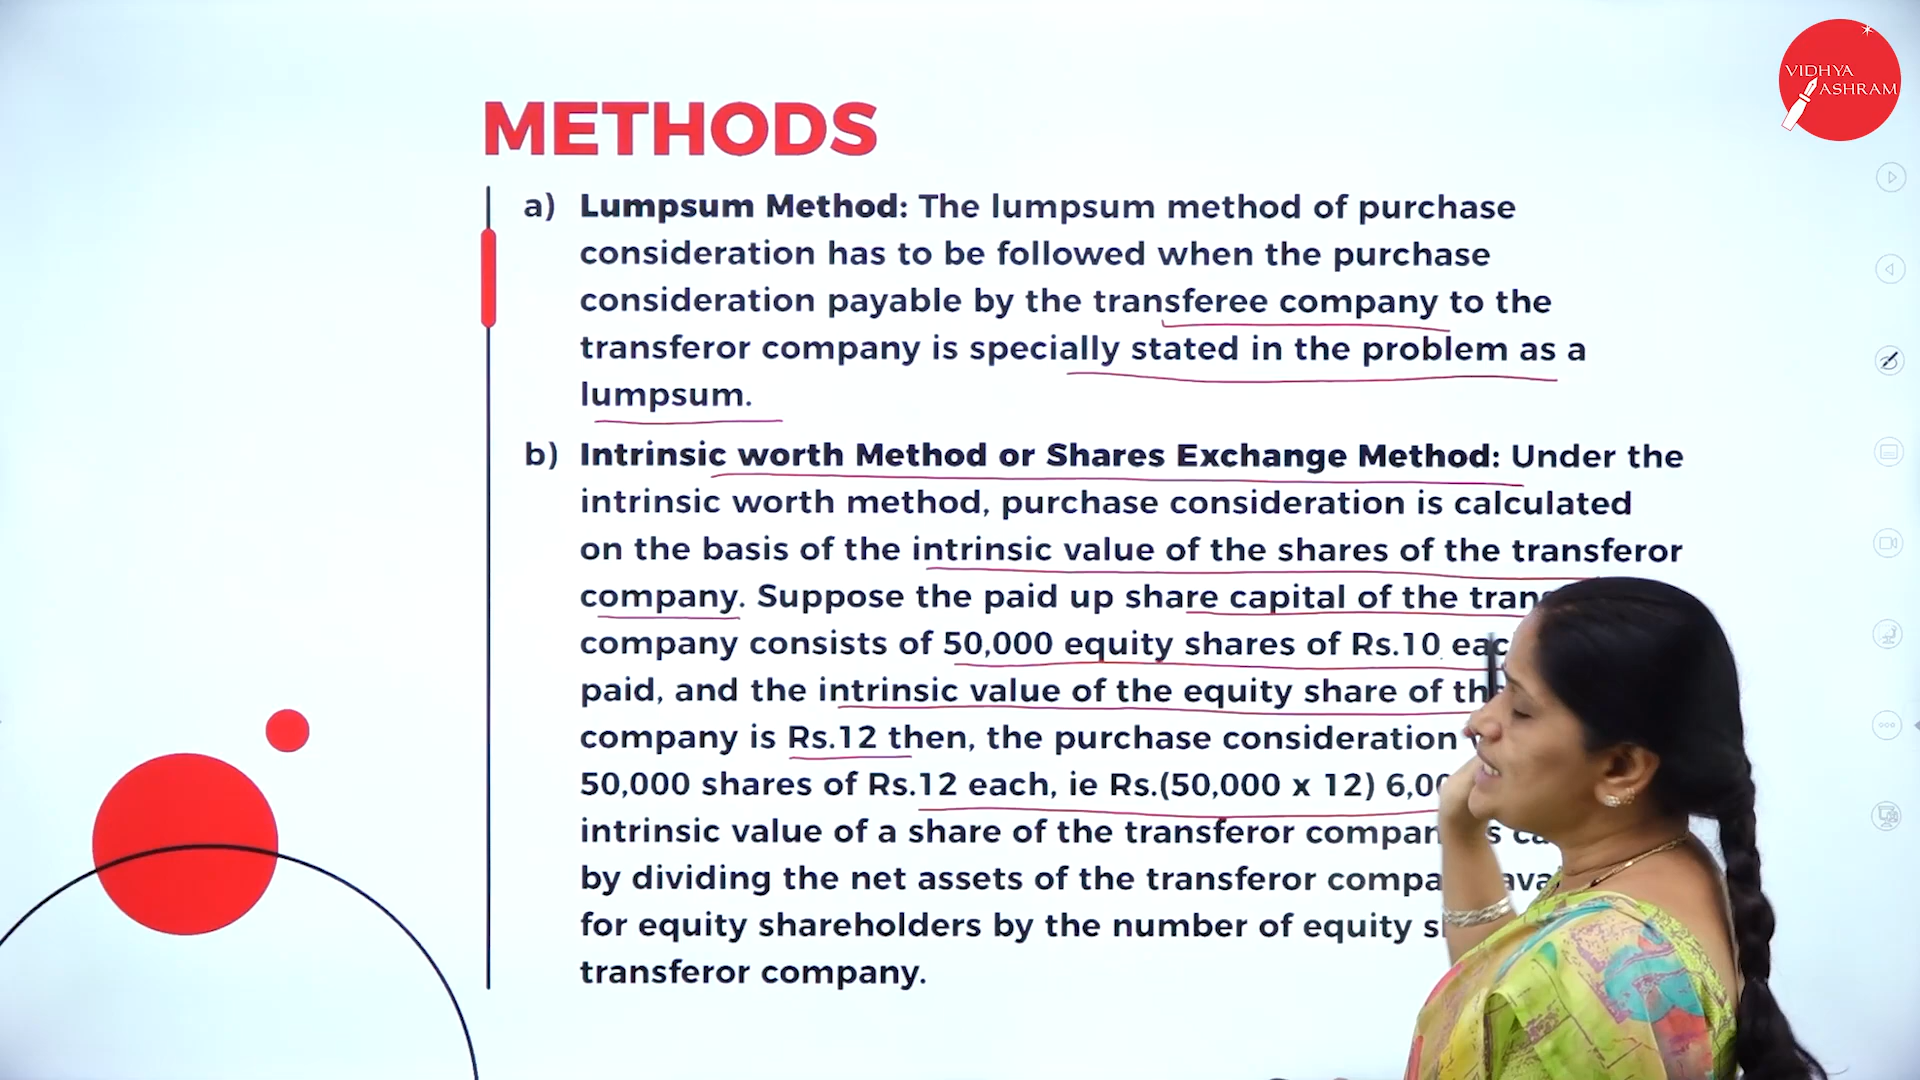 VIDHYA
ASHRAM
METHODS
a) Lumpsum Method: The lumpsum method of purchase
consideration has to be followed when the purchase
consideration payable by the transferee company to the
transferor company is specially stated in the problem as a
lumpsum.
b) Intrinsic worth Method or Shares Exchange Method: Under the
intrinsic worth method, purchase consideration is calculated
on the basis of the intrinsic value of the shares of the transferor
company. Suppose the paid up share capital of the
company consists of 50,000 equity shares of Rs.10
paid, and the intrinsic value of the equity share of
company is Rs.12 then, the purchase consideration
50,000 shares of Rs.12 each, ie Rs.(50,000 x 12)
intrinsic value of a share of the transferor
by dividing the net assets of the transferor
for equity shareholders by the number of equity
transferor company.